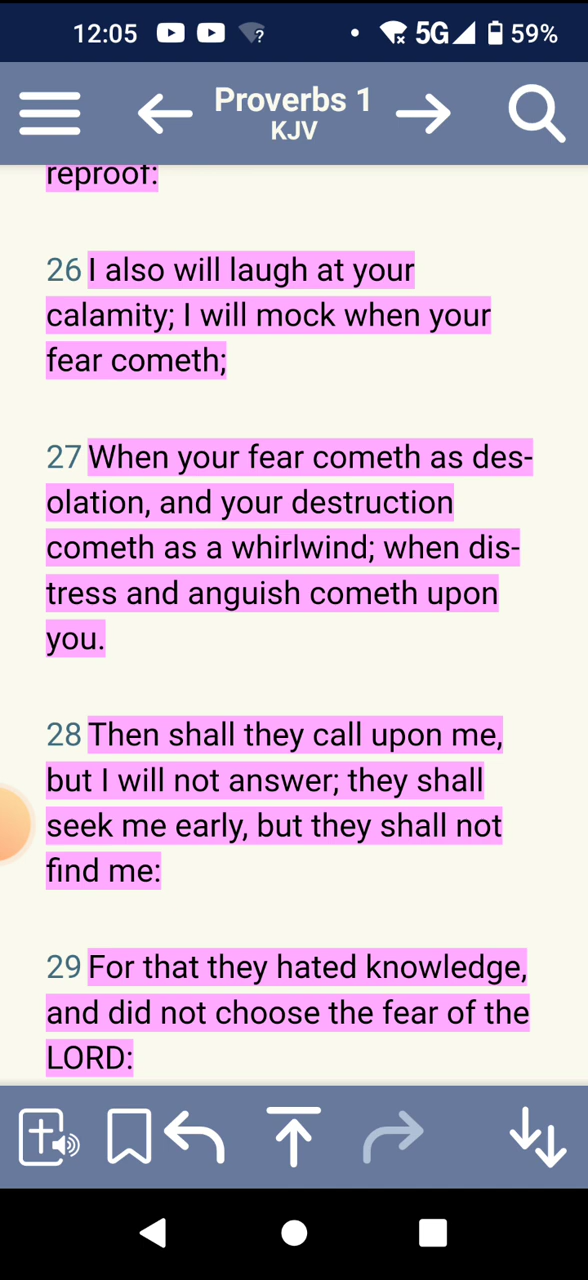 12:05 ? 5G 59%
Proverbs 1
KJV
reproof:
26 I also will laugh at your
calamity; I will mock when your
fear cometh;
27 When your fear cometh as des-
olation, and your destruction
cometh as a whirlwind; when dis-
tress and anguish cometh upon
you.
28 Then shall they call upon me,
but I will not answer; they shall
seek me early, but they shall not
find me:
29 For that they hated knowledge,
and did not choose the fear of the
LORD: